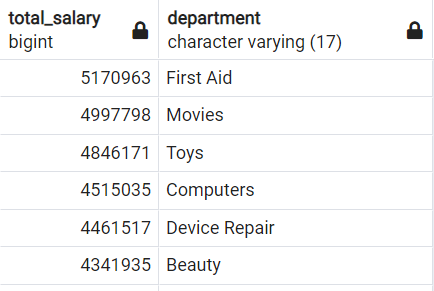 total_salary department
bigint character varying (17)
5170963 First Aid
4997798 Movies
4846171 Toys
4515035 Computers
4461517 Device Repair
4341935 Beauty